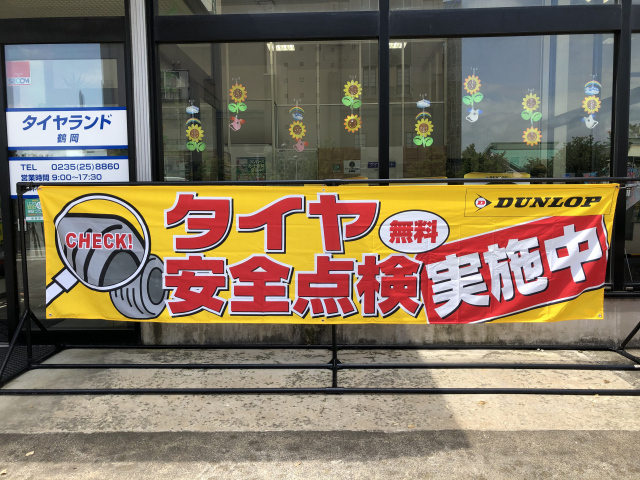 タイヤランド
鶴岡
TEL 0235(25)8860
営業時間 9:00〜17:30
CHECK!
タイヤ
無料
DUNLOP
安全点検
実施中